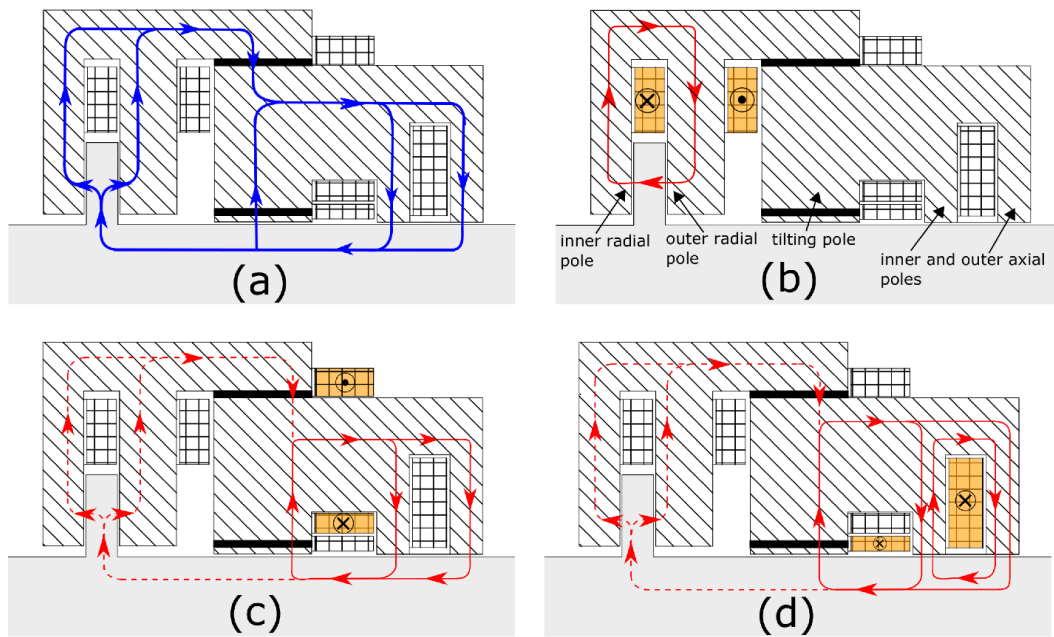 (a)
inner radial
pole
outer radial
pole
tilting pole
inner and outer axial
poles
(b)
(c)
(d)